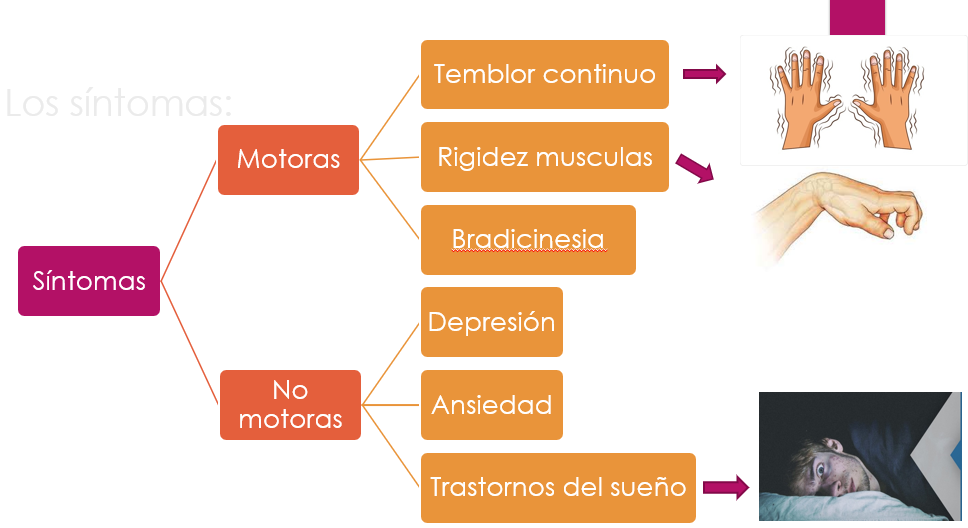 Los síntomas:
Síntomas
Motoras
Temblor continuo
Rigidez musculas
Bradicinesia
No
motoras
Depresión
Ansiedad
Trastornos del sueño